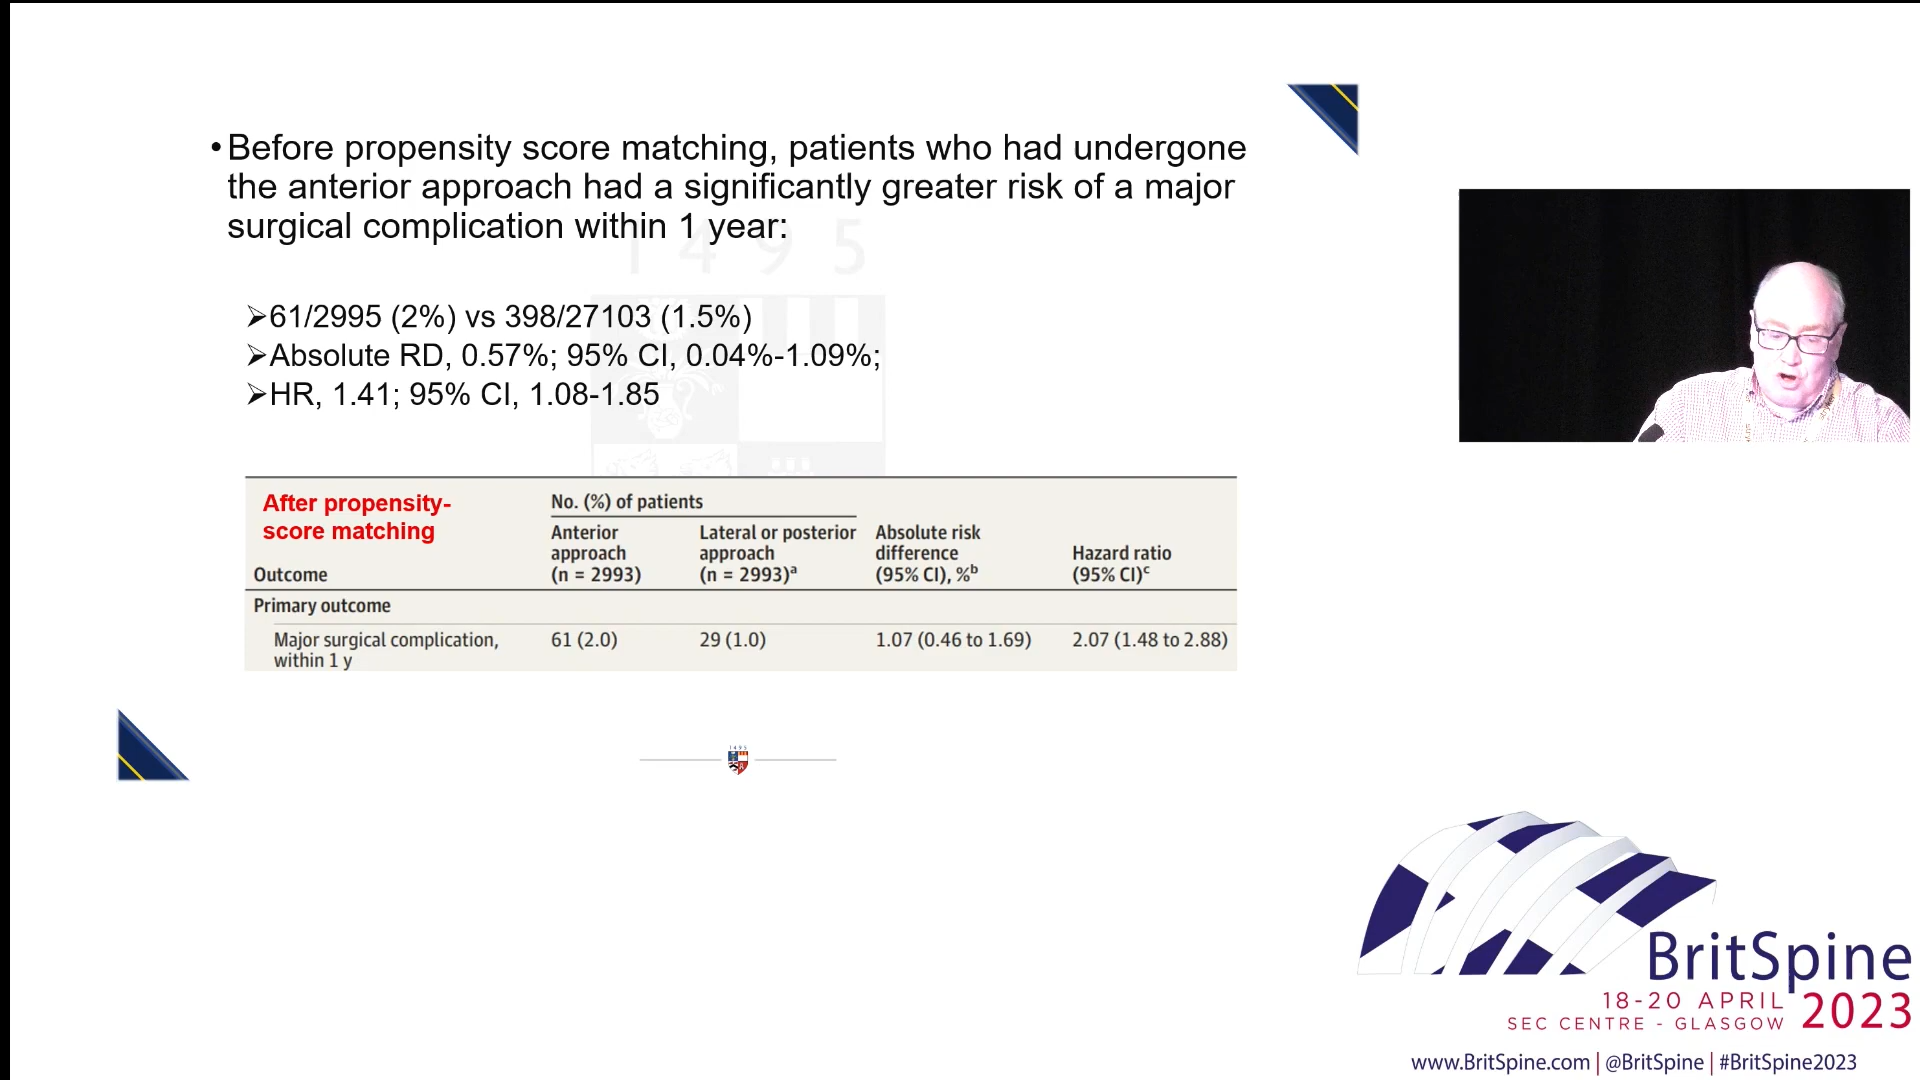 •Before propensity score matching, patients who had undergone
the anterior approach had a significantly greater risk of a major
surgical complication within 1 year:
1 4 9 5
➢61/2995 (2%) vs 398/27103 (1.5%)
➢Absolute RD, 0.57%; 95% CI, 0.04%-1.09%;
➢HR, 1.41; 95% CI, 1.08-1.85
After propensity-
score matching
No. (%) of patients
Anterior
approach
(n = 2993)
Lateral or posterior
approach
(n = 2993)ᵃ
Absolute risk
difference
(95% CI), %ᵇ
Hazard ratio
(95% CI)ᶜ
Outcome
Primary outcome
Major surgical complication,
within 1 y
61 (2.0)
29 (1.0)
1.07 (0.46 to 1.69)
2.07 (1.48 to 2.88)
1495
BritSpine
18-20 APRIL
SEC CENTRE - GLASGOW
2023
www.BritSpine.com | @BritSpine | #BritSpine2023